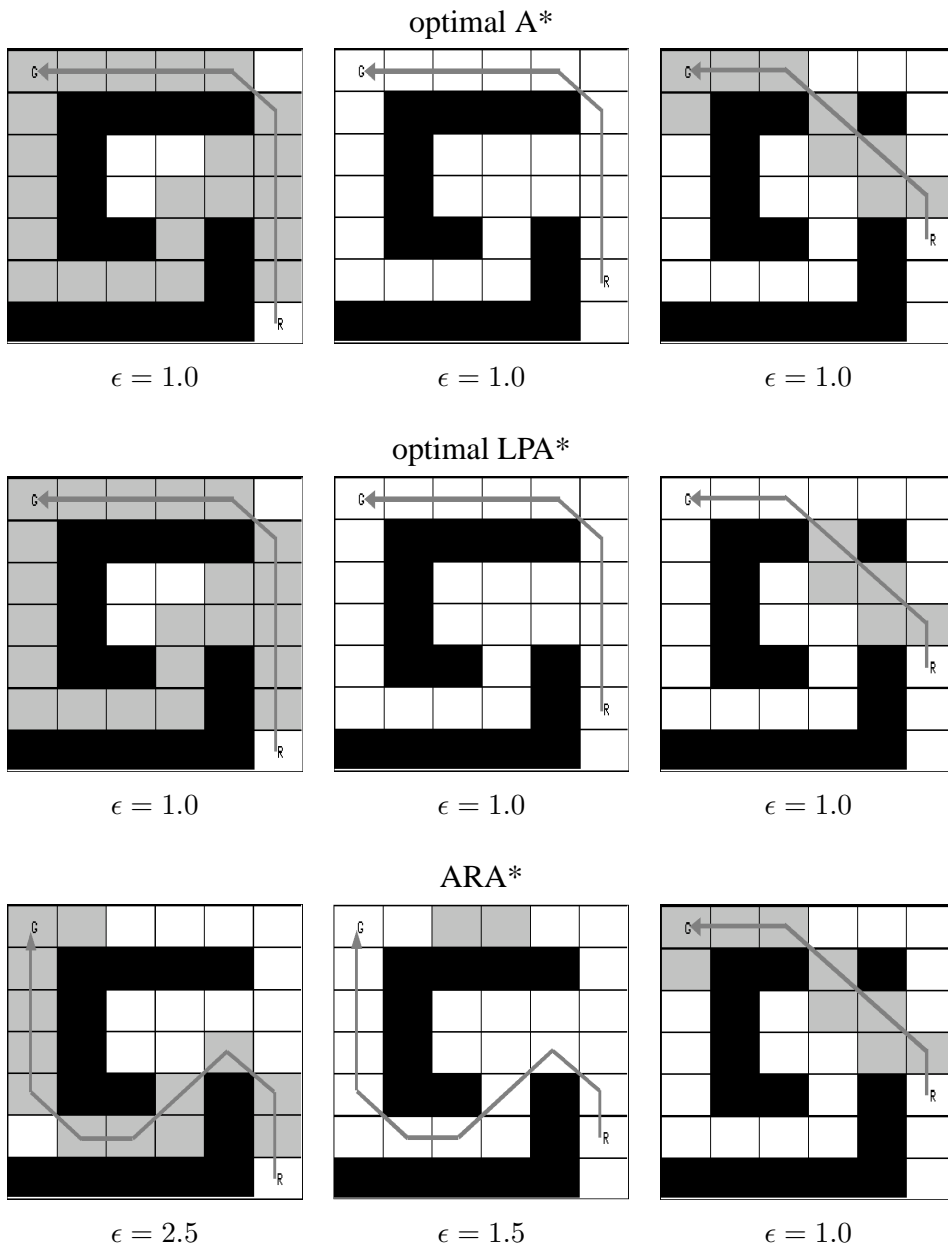 optimal A*
G G G
R
R
R
ϵ = 1.0 ϵ = 1.0 ϵ = 1.0
optimal LPA*
G G G
R
R
R
ϵ = 1.0 ϵ = 1.0 ϵ = 1.0
ARA*
G G G
R
R
R
ϵ = 2.5 ϵ = 1.5 ϵ = 1.0